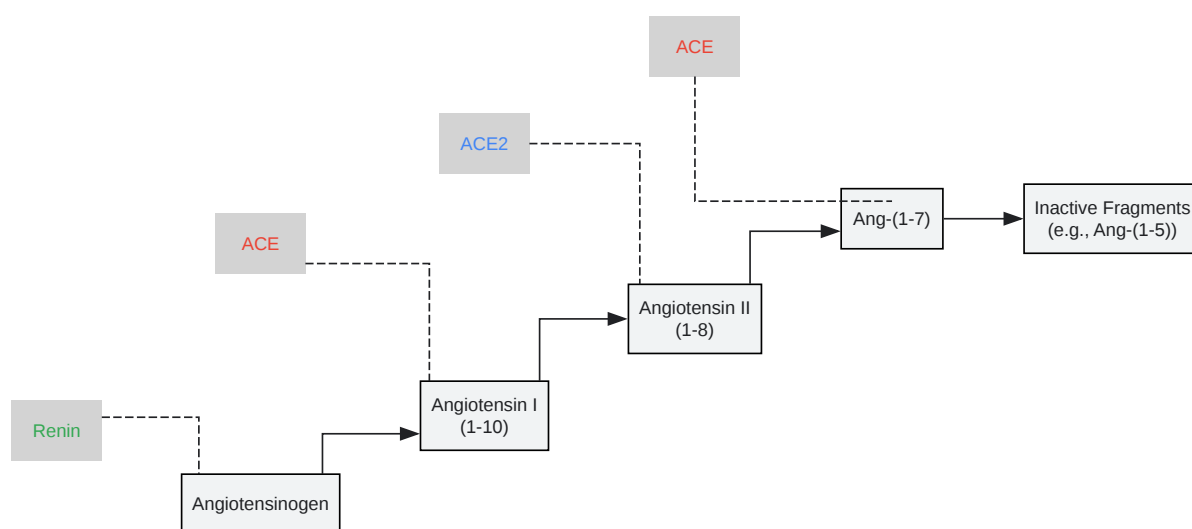 ACE
ACE2
Ang-(1-7)
Inactive Fragments
(e.g., Ang-(1-5))
ACE
Angiotensin II
(1-8)
Angiotensin I
(1-10)
Renin
Angiotensinogen